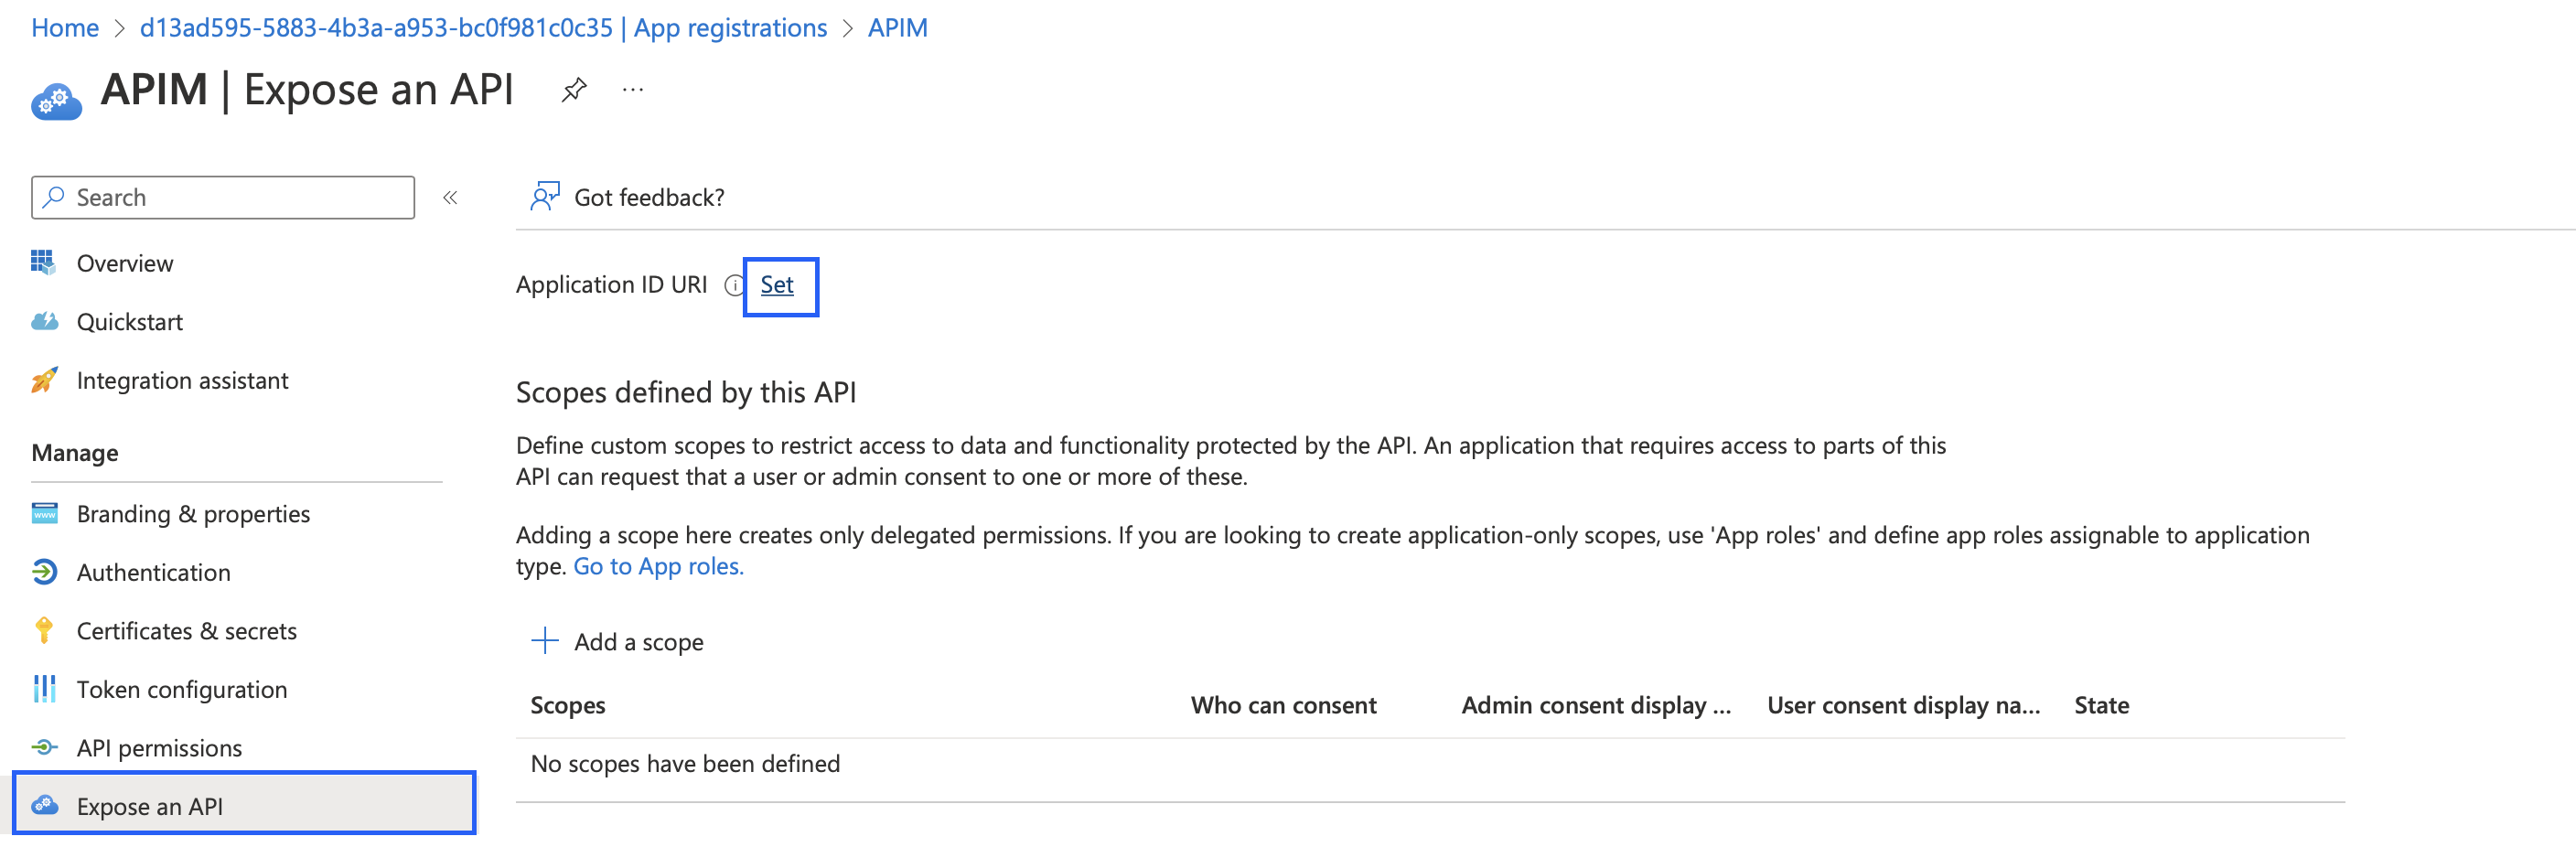 Home > d13ad595-5883-4b3a-a953-bc0f981c0c35 | App registrations > APIM
APIM | Expose an API ...
Search «
Got feedback?
Overview
Application ID URI Set
Quickstart
Integration assistant
Manage
Branding & properties
Authentication
Certificates & secrets
Token configuration
API permissions
Expose an API
Scopes defined by this API
Define custom scopes to restrict access to data and functionality protected by the API. An application that requires access to parts of this
API can request that a user or admin consent to one or more of these.
Adding a scope here creates only delegated permissions. If you are looking to create application-only scopes, use 'App roles' and define app roles assignable to application
type. Go to App roles.
Add a scope
Scopes Who can consent Admin consent display ... User consent display na... State
No scopes have been defined